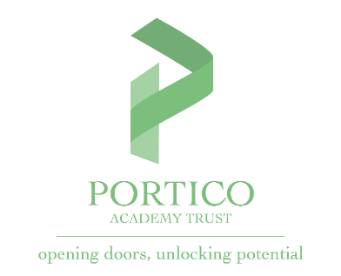 PORTICO
ACADEMY TRUST
opening doors, unlocking potential